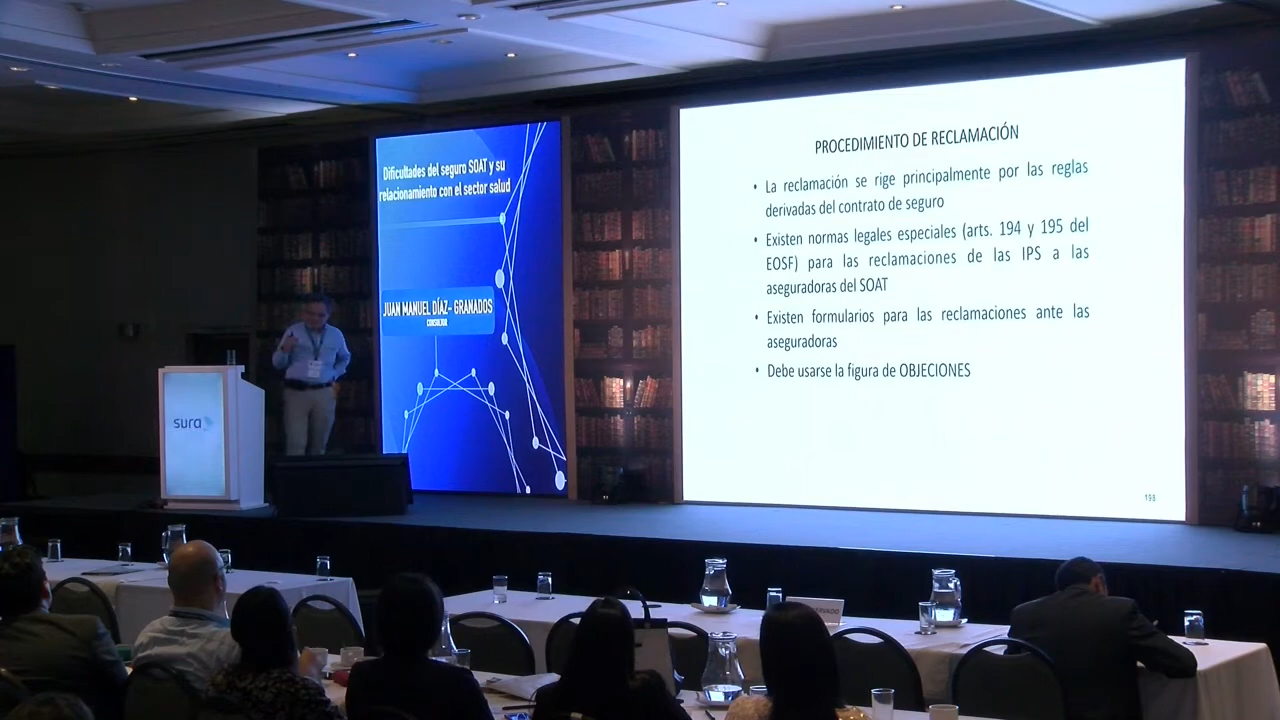 Dificultades del seguro SOAT y su
relacionamiento con el sector salud
JUAN MANUEL DÍAZ- GRANADOS
CONSULTOR
sura
PROCEDIMIENTO DE RECLAMACIÓN
• La reclamación se rige principalmente por las reglas
derivadas del contrato de seguro
• Existen normas legales especiales (arts. 194 y 195 del
EOSF) para las reclamaciones de las IPS a las
aseguradoras del SOAT
• Existen formularios para las reclamaciones ante las
aseguradoras
• Debe usarse la figura de OBJECIONES
198